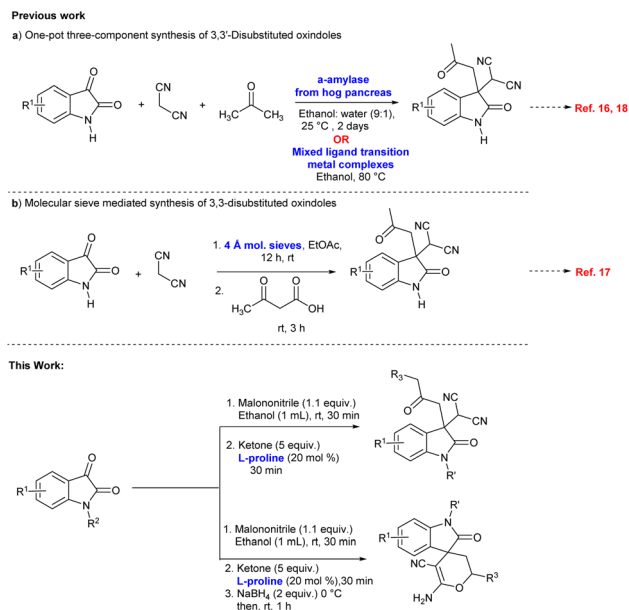 Previous work
a) One-pot three-component synthesis of 3,3'-Disubstituted oxindoles
R¹
O
O
N
H
+
CN
CN
+
O
H₃C
CH₃
a-amylase
from hog pancreas
Ethanol: water (9:1),
25 °C , 2 days
OR
Mixed ligand transition
metal complexes
Ethanol, 80 °C
O
NC
CN
R¹
O
N
H
Ref. 16, 18
b) Molecular sieve mediated synthesis of 3,3-disubstituted oxindoles
R¹
O
O
N
H
+
CN
CN
1. 4 Å mol. sieves, EtOAc,
12 h, rt
2.
O
O
H₃C
OH
rt, 3 h
O
NC
CN
R¹
O
N
H
Ref. 17
This Work:
R¹
O
O
N
R²
1. Malononitrile (1.1 equiv.)
Ethanol (1 mL), rt, 30 min
2. Ketone (5 equiv.)
L-proline (20 mol %)
30 min
R₃
O
NC
CN
R¹
O
N
R'
1. Malononitrile (1.1 equiv.)
Ethanol (1 mL), rt, 30 min
2. Ketone (5 equiv.)
L-proline (20 mol %),30 min
3. NaBH₄ (2 equiv.) 0 °C
then, rt, 1 h
R'
N
O
R¹
NC
O
R³
H₂N